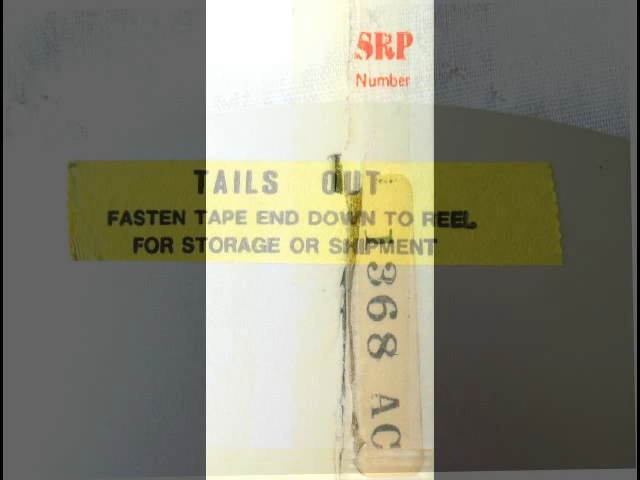 SRP
Number
TAILS OUT
FASTEN TAPE END DOWN TO REEL
FOR STORAGE OR SHIPMENT
1368 AC